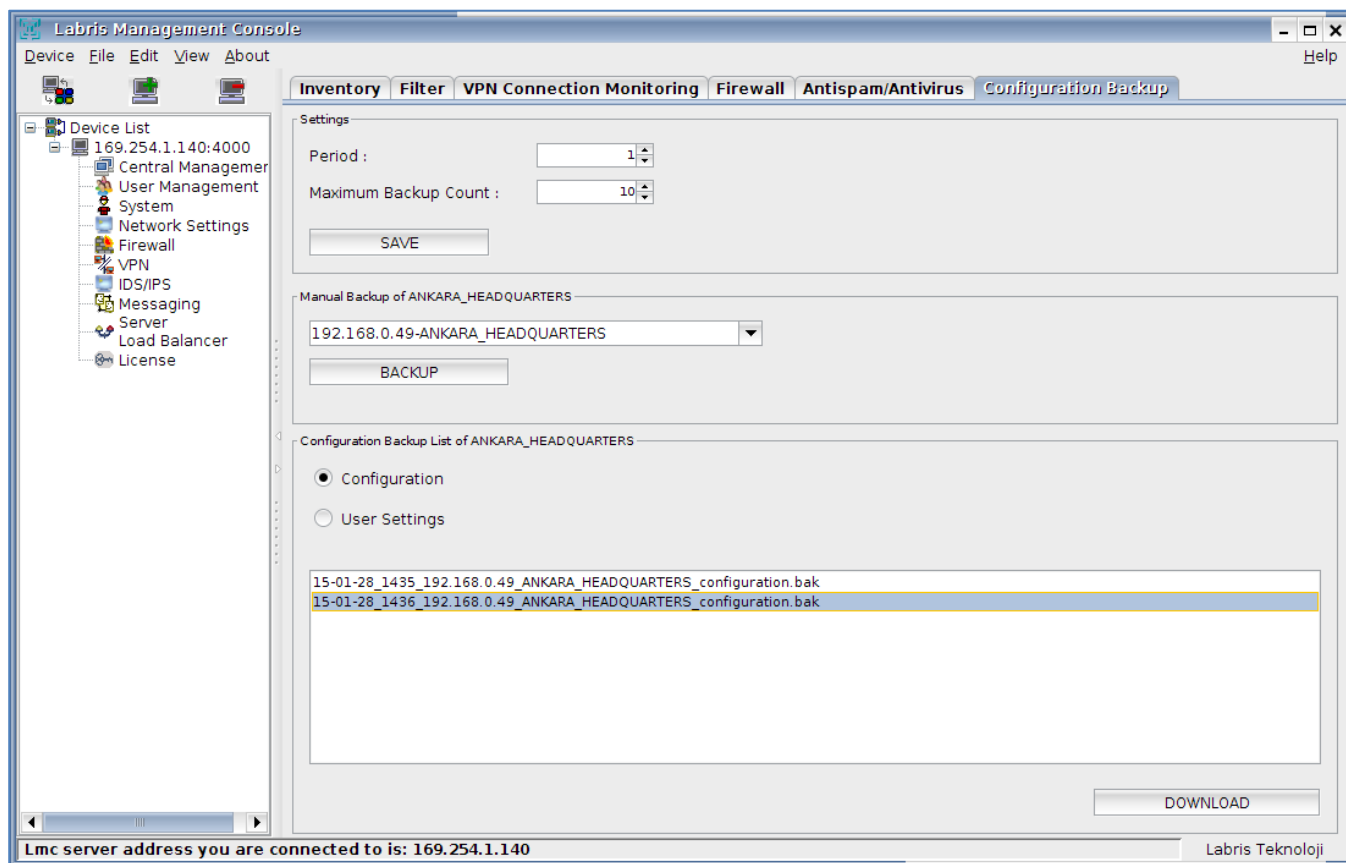 Labris Management Console
Device File Edit View About Help
Inventory Filter VPN Connection Monitoring Firewall Antispam/Antivirus Configuration Backup
Device List
169.254.1.140:4000
Central Managemer
User Management
System
Network Settings
Firewall
VPN
IDS/IPS
Messaging
Server
Load Balancer
License
Settings
Period : 1
Maximum Backup Count : 10
SAVE
Manual Backup of ANKARA_HEADQUARTERS
192.168.0.49-ANKARA_HEADQUARTERS
BACKUP
Configuration Backup List of ANKARA_HEADQUARTERS
Configuration
User Settings
15-01-28_1435_192.168.0.49_ANKARA_HEADQUARTERS_configuration.bak
15-01-28_1436_192.168.0.49_ANKARA_HEADQUARTERS_configuration.bak
DOWNLOAD
Lmc server address you are connected to is: 169.254.1.140 Labris Teknoloji